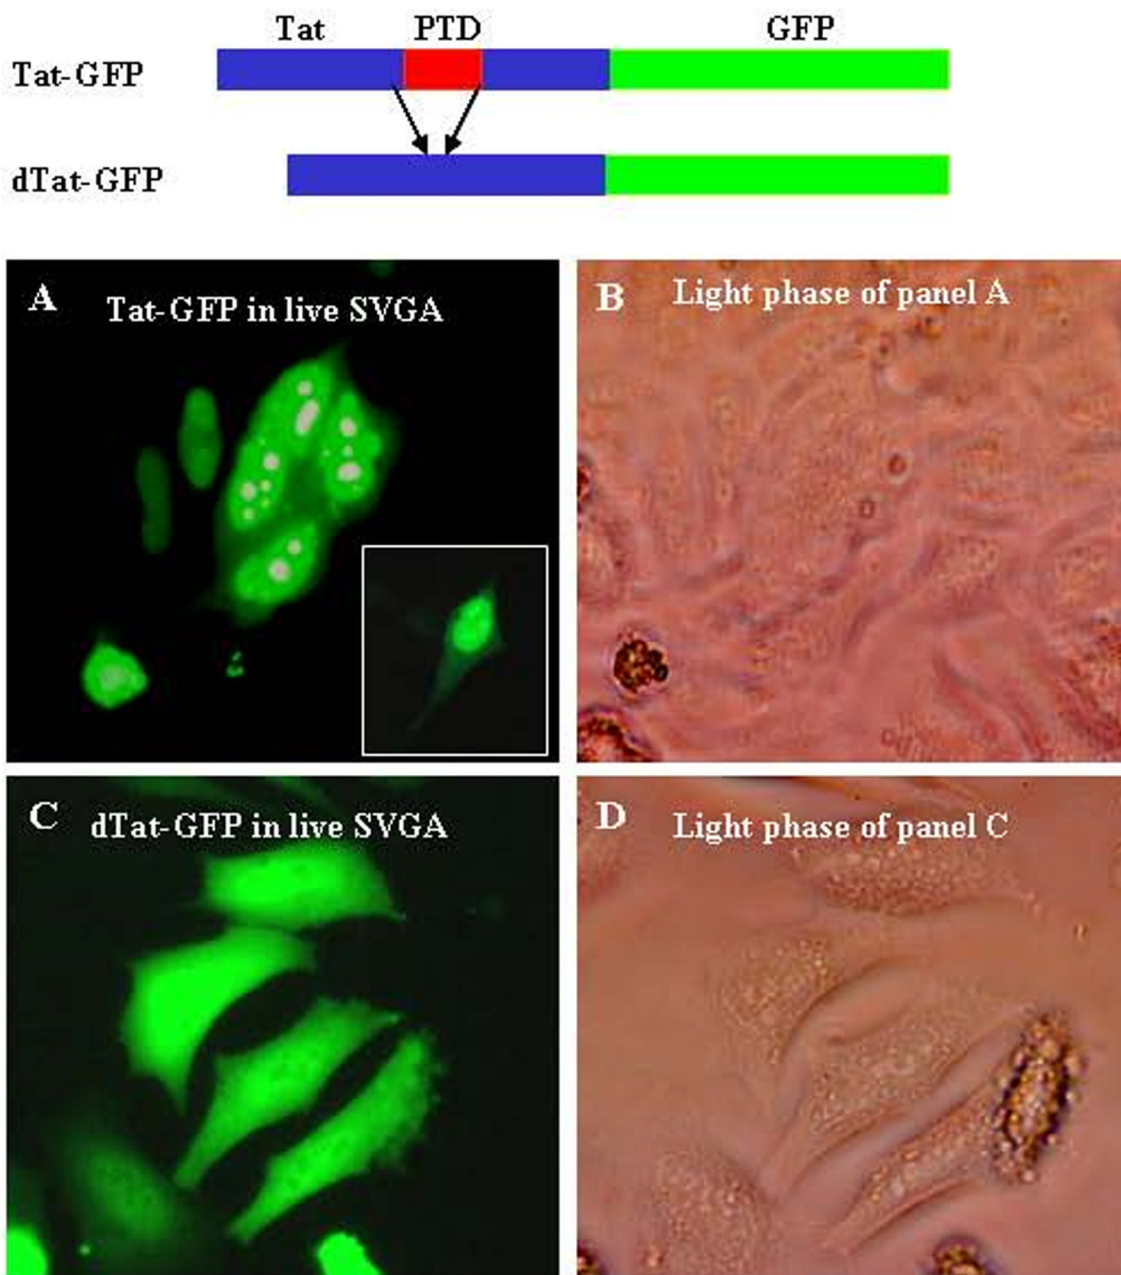 Tat PTD GFP
Tat-GFP
dTat-GFP
A Tat-GFP in live SVGA
B Light phase of panel A
C dTat-GFP in live SVGA
D Light phase of panel C